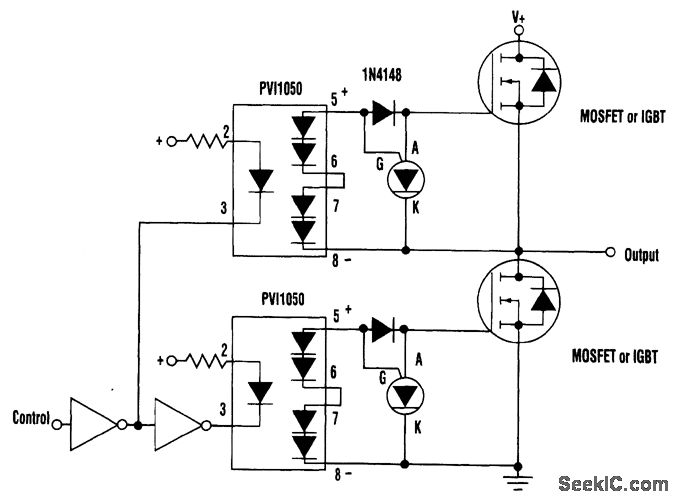 V+
PVI1050
1N4148
5 +
MOSFET or IGBT
+
2
6
G
A
K
3
7
8 -
Output
PVI1050
5 +
MOSFET or IGBT
+
2
6
G
A
K
Control
3
7
8 -
SeekIC.com